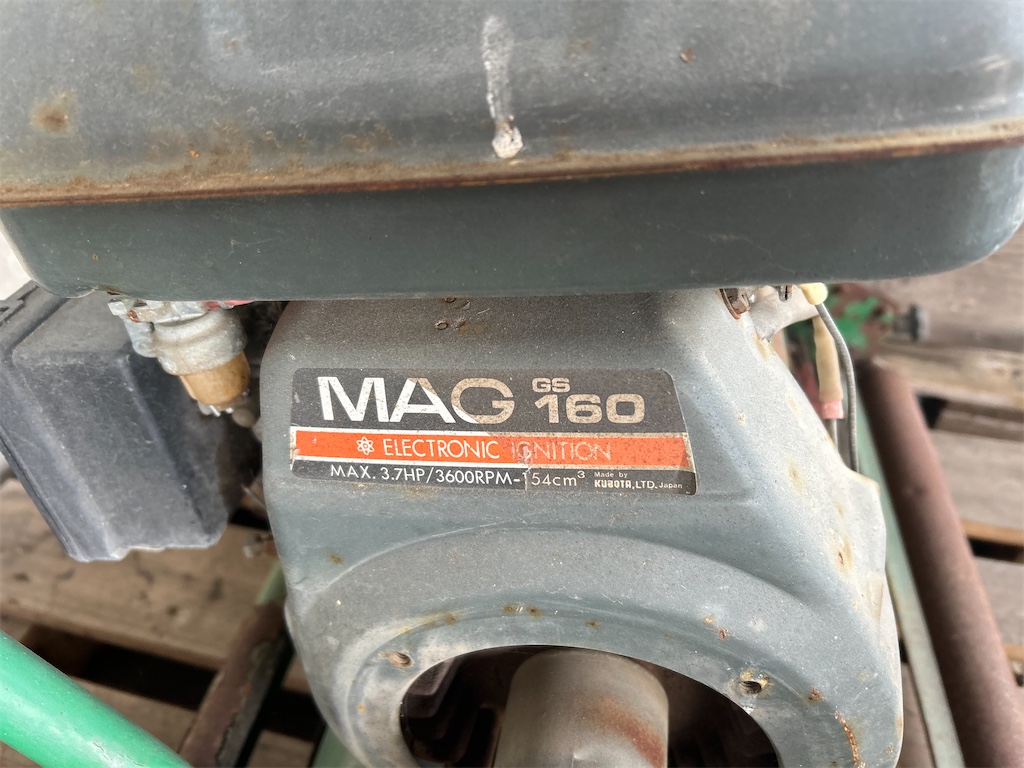 MAG GS 160
ELECTRONIC IGNITION
MAX. 3.7HP/3600RPM-154cm³ Made by KUBOTA, LTD. Japan